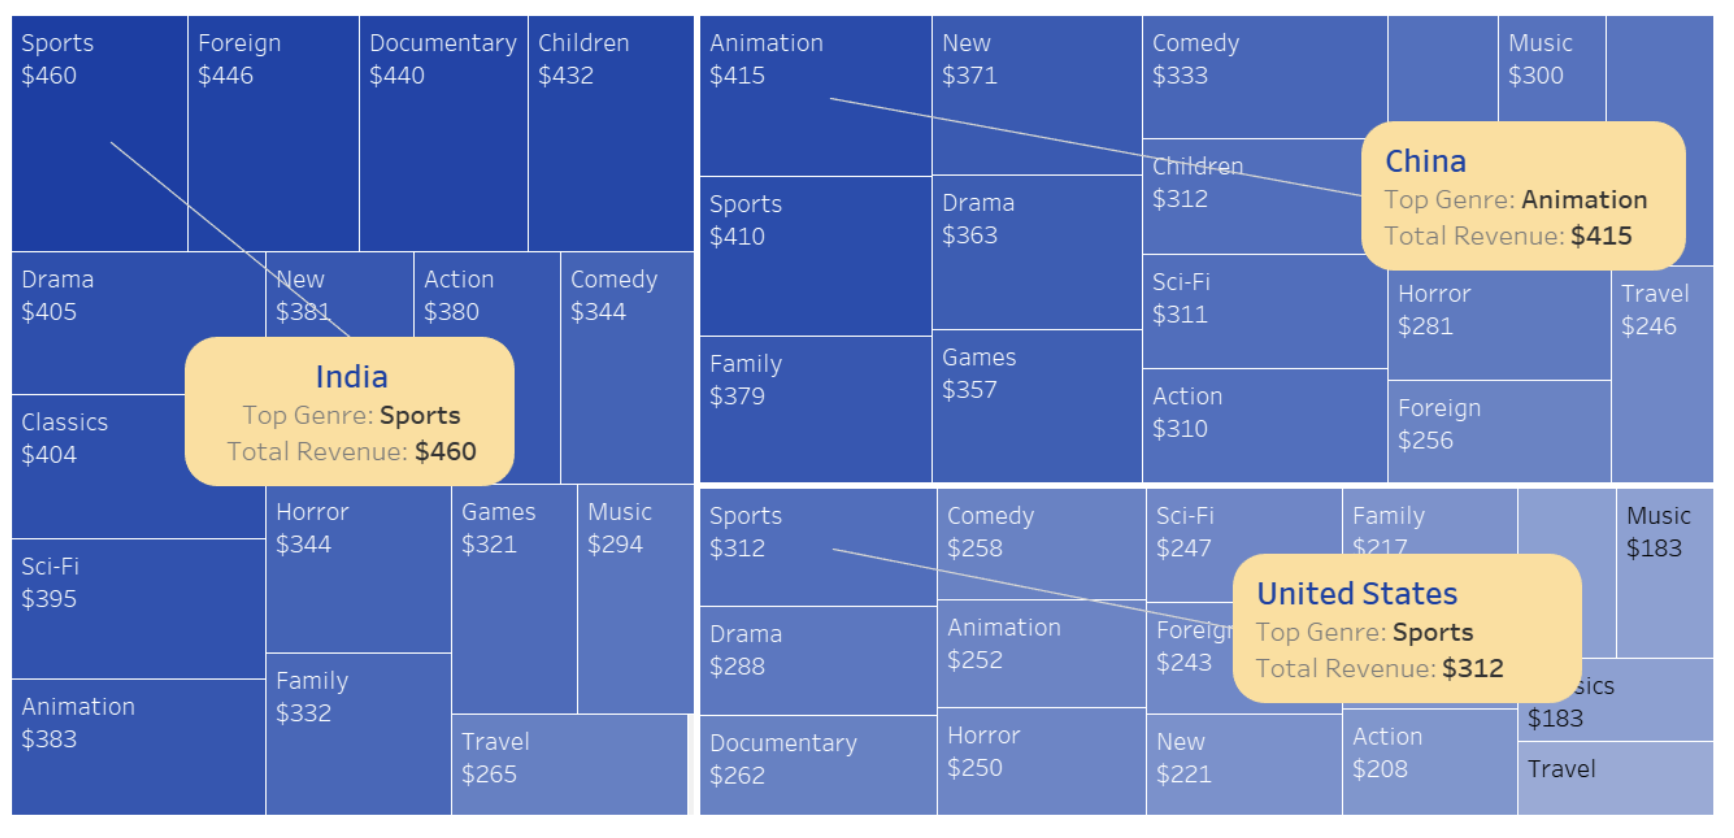 Sports
$460
Foreign
$446
Documentary
$440
Children
$432
Drama
$405
New
$381
Action
$380
Comedy
$344
Classics
$404
India
Top Genre: Sports
Total Revenue: $460
Sci-Fi
$395
Horror
$344
Games
$321
Music
$294
Animation
$383
Family
$332
Travel
$265
Animation
$415
New
$371
Comedy
$333
Music
$300
Children
$312
China
Top Genre: Animation
Total Revenue: $415
Sports
$410
Drama
$363
Sci-Fi
$311
Horror
$281
Travel
$246
Family
$379
Games
$357
Action
$310
Foreign
$256
Sports
$312
Comedy
$258
Sci-Fi
$247
Family
$217
Music
$183
United States
Top Genre: Sports
Total Revenue: $312
Drama
$288
Animation
$252
$243
$183
Documentary
$262
Horror
$250
New
$221
Action
$208
Travel